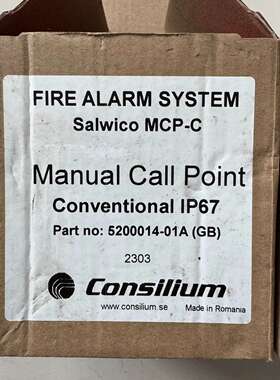 FIRE ALARM SYSTEM
Salwico MCP-C
Manual Call Point
Conventional IP67
Part no: 5200014-01A (GB)
2303
Consilium
www.consilium.se
Made in Romania